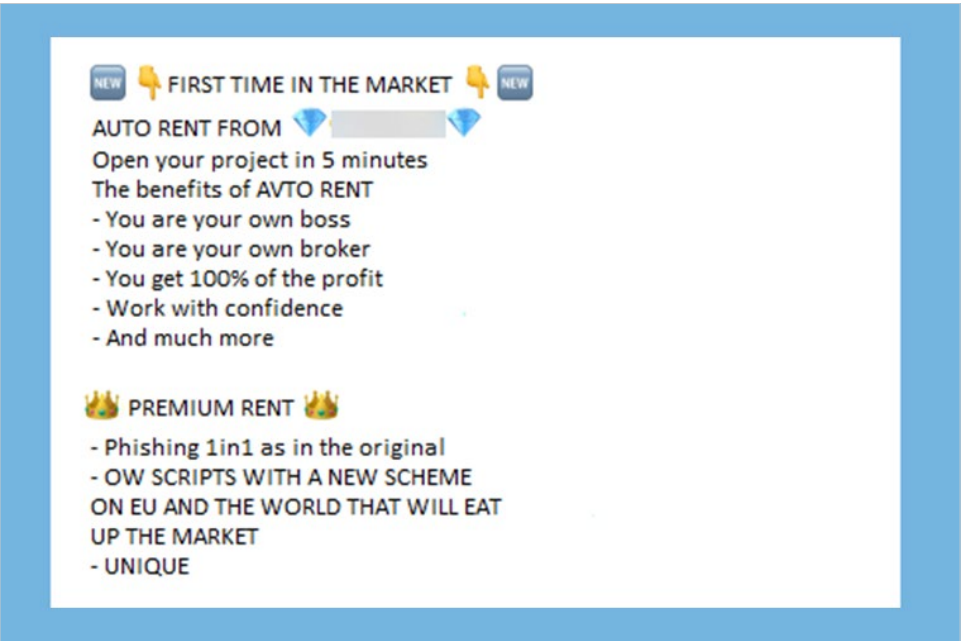 NEW 👇 FIRST TIME IN THE MARKET 👇 NEW
AUTO RENT FROM 💎 💎
Open your project in 5 minutes
The benefits of AVTO RENT
- You are your own boss
- You are your own broker
- You get 100% of the profit
- Work with confidence
- And much more
👑 PREMIUM RENT 👑
- Phishing 1in1 as in the original
- OW SCRIPTS WITH A NEW SCHEME
ON EU AND THE WORLD THAT WILL EAT
UP THE MARKET
- UNIQUE